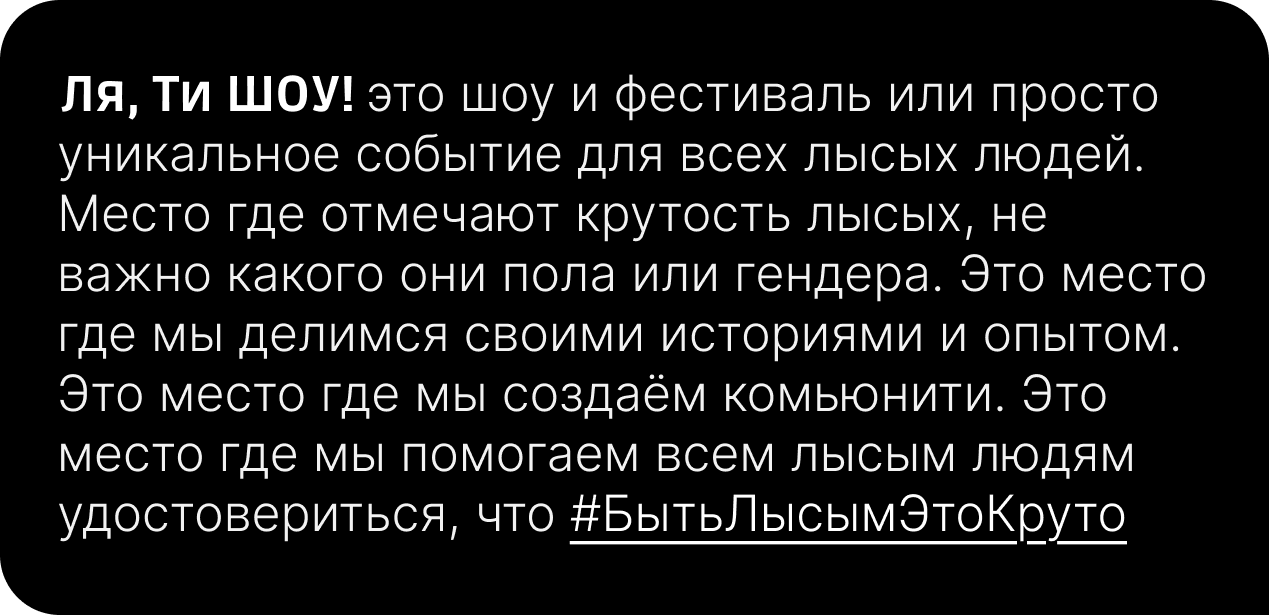 Ля, Ти ШОУ! это шоу и фестиваль или просто
уникальное событие для всех лысых людей.
Место где отмечают крутость лысых, не
важно какого они пола или гендера. Это место
где мы делимся своими историями и опытом.
Это место где мы создаём комьюнити. Это
место где мы помогаем всем лысым людям
удостовериться, что #БытьЛысымЭтоКруто